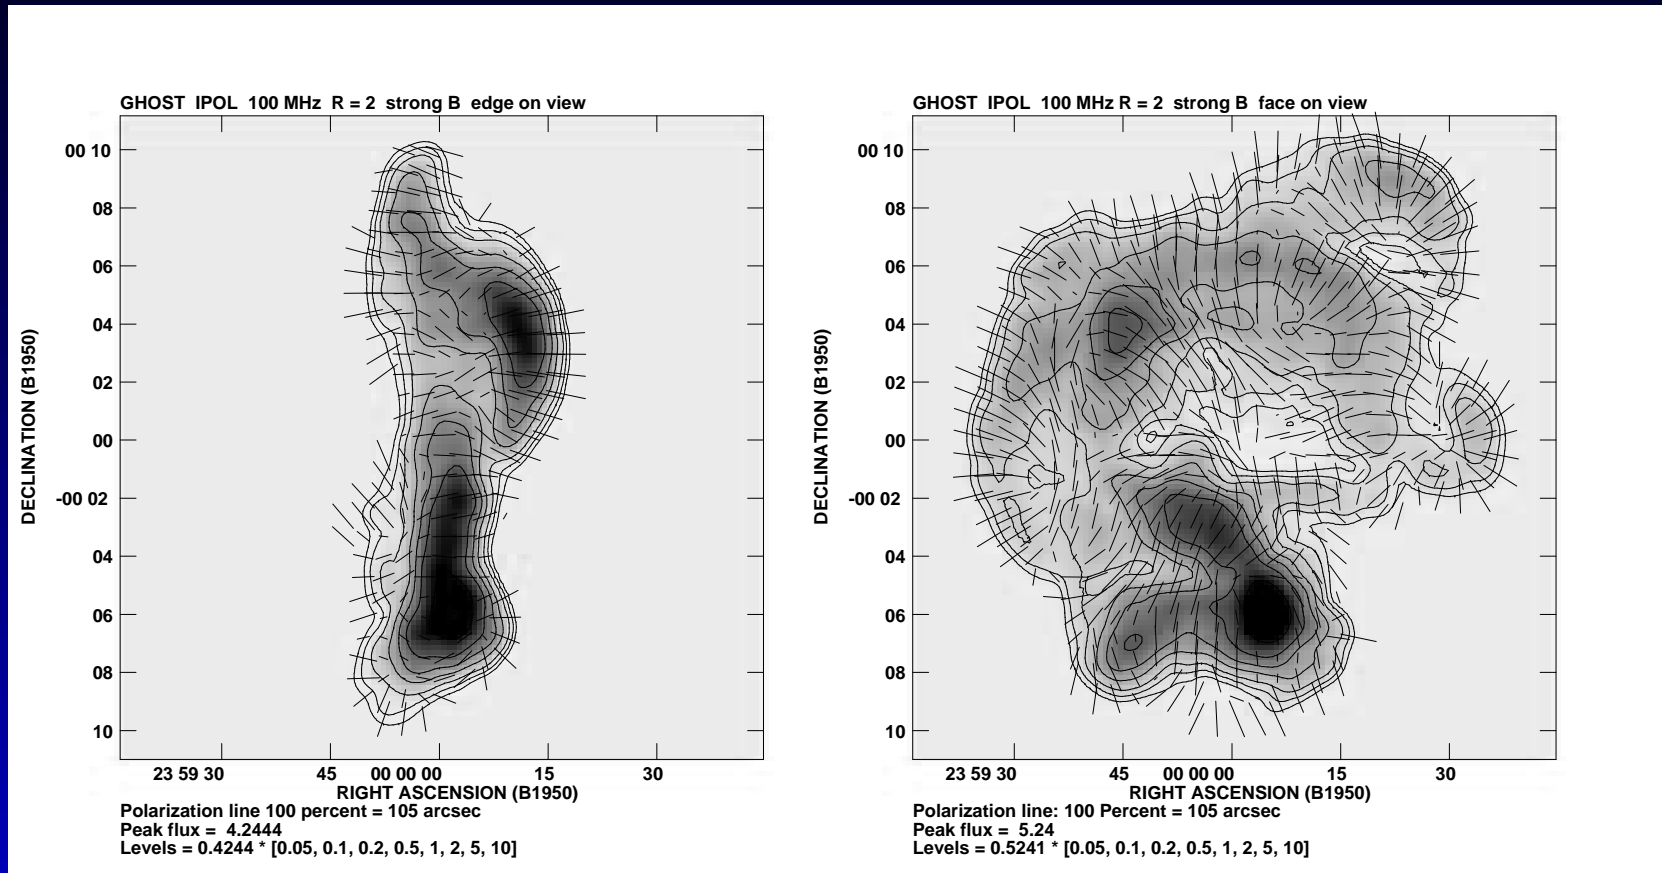 GHOST IPOL 100 MHz R = 2 strong B edge on view
DECLINATION (B1950)
00 10
08
06
04
02
00
-00 02
04
06
08
10
23 59 30 45 00 00 00 15 30
RIGHT ASCENSION (B1950)
Polarization line 100 percent = 105 arcsec
Peak flux = 4.2444
Levels = 0.4244 * [0.05, 0.1, 0.2, 0.5, 1, 2, 5, 10]
GHOST IPOL 100 MHz R = 2 strong B face on view
DECLINATION (B1950)
00 10
08
06
04
02
00
-00 02
04
06
08
10
23 59 30 45 00 00 00 15 30
RIGHT ASCENSION (B1950)
Polarization line: 100 Percent = 105 arcsec
Peak flux = 5.24
Levels = 0.5241 * [0.05, 0.1, 0.2, 0.5, 1, 2, 5, 10]